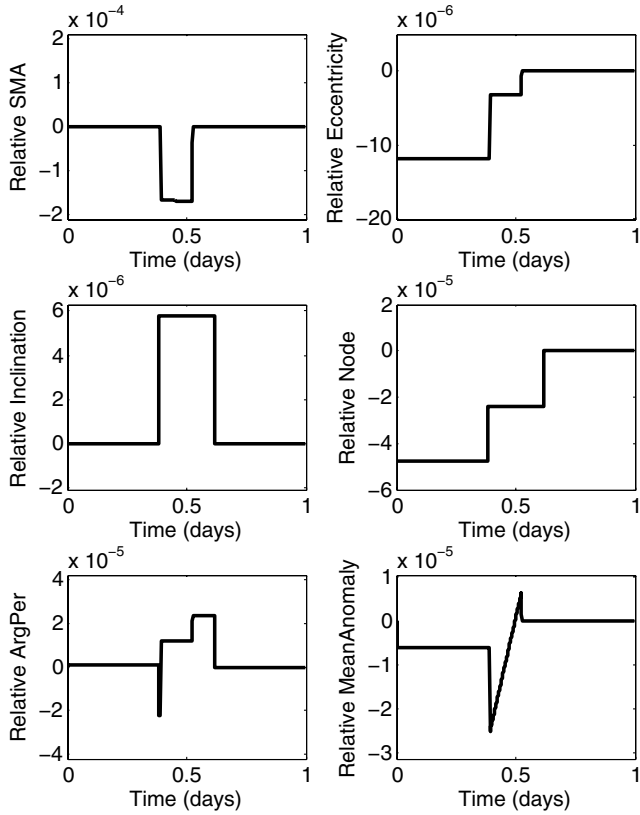 x 10⁻⁴
Relative SMA
2
1
0
−1
−2
0
0.5
1
Time (days)
x 10⁻⁶
Relative Eccentricity
0
−10
−20
0
0.5
1
Time (days)
x 10⁻⁶
Relative Inclination
6
4
2
0
−2
0
0.5
1
Time (days)
x 10⁻⁵
Relative Node
2
0
−2
−4
−6
0
0.5
1
Time (days)
x 10⁻⁵
Relative ArgPer
4
2
0
−2
−4
0
0.5
1
Time (days)
x 10⁻⁵
Relative MeanAnomaly
1
0
−1
−2
−3
0
0.5
1
Time (days)